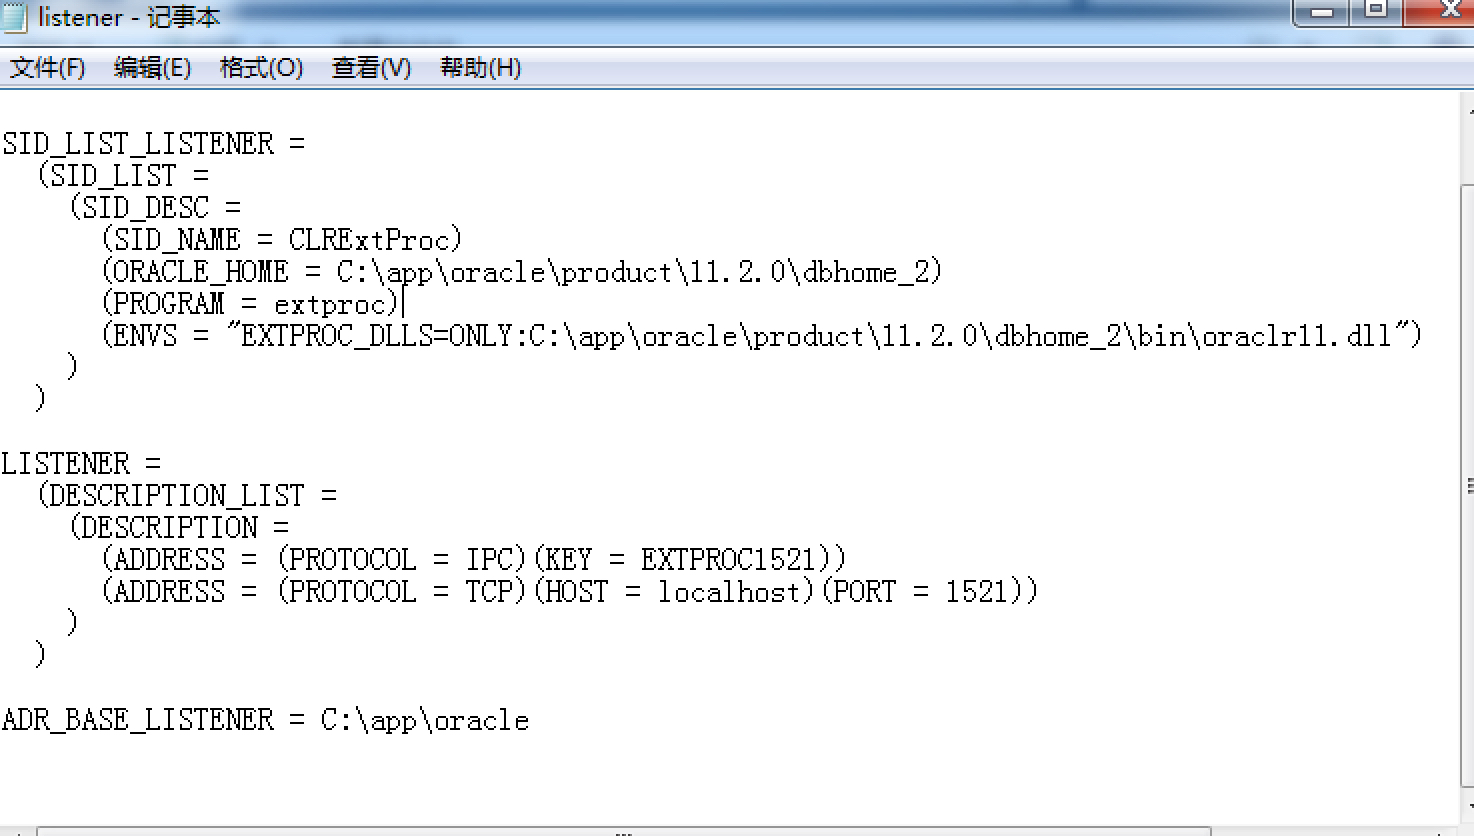 listener - 记事本
文件(F) 编辑(E) 格式(O) 查看(V) 帮助(H)
SID_LIST_LISTENER =
(SID_LIST =
(SID_DESC =
(SID_NAME = CLRExtProc)
(ORACLE_HOME = C:\app\oracle\product\11.2.0\dbhome_2)
(PROGRAM = extproc)
(ENVS = "EXTPROC_DLLS=ONLY:C:\app\oracle\product\11.2.0\dbhome_2\bin\oraclr11.dll")
)
)
LISTENER =
(DESCRIPTION_LIST =
(DESCRIPTION =
(ADDRESS = (PROTOCOL = IPC)(KEY = EXTPROC1521))
(ADDRESS = (PROTOCOL = TCP)(HOST = localhost)(PORT = 1521))
)
)
ADR_BASE_LISTENER = C:\app\oracle